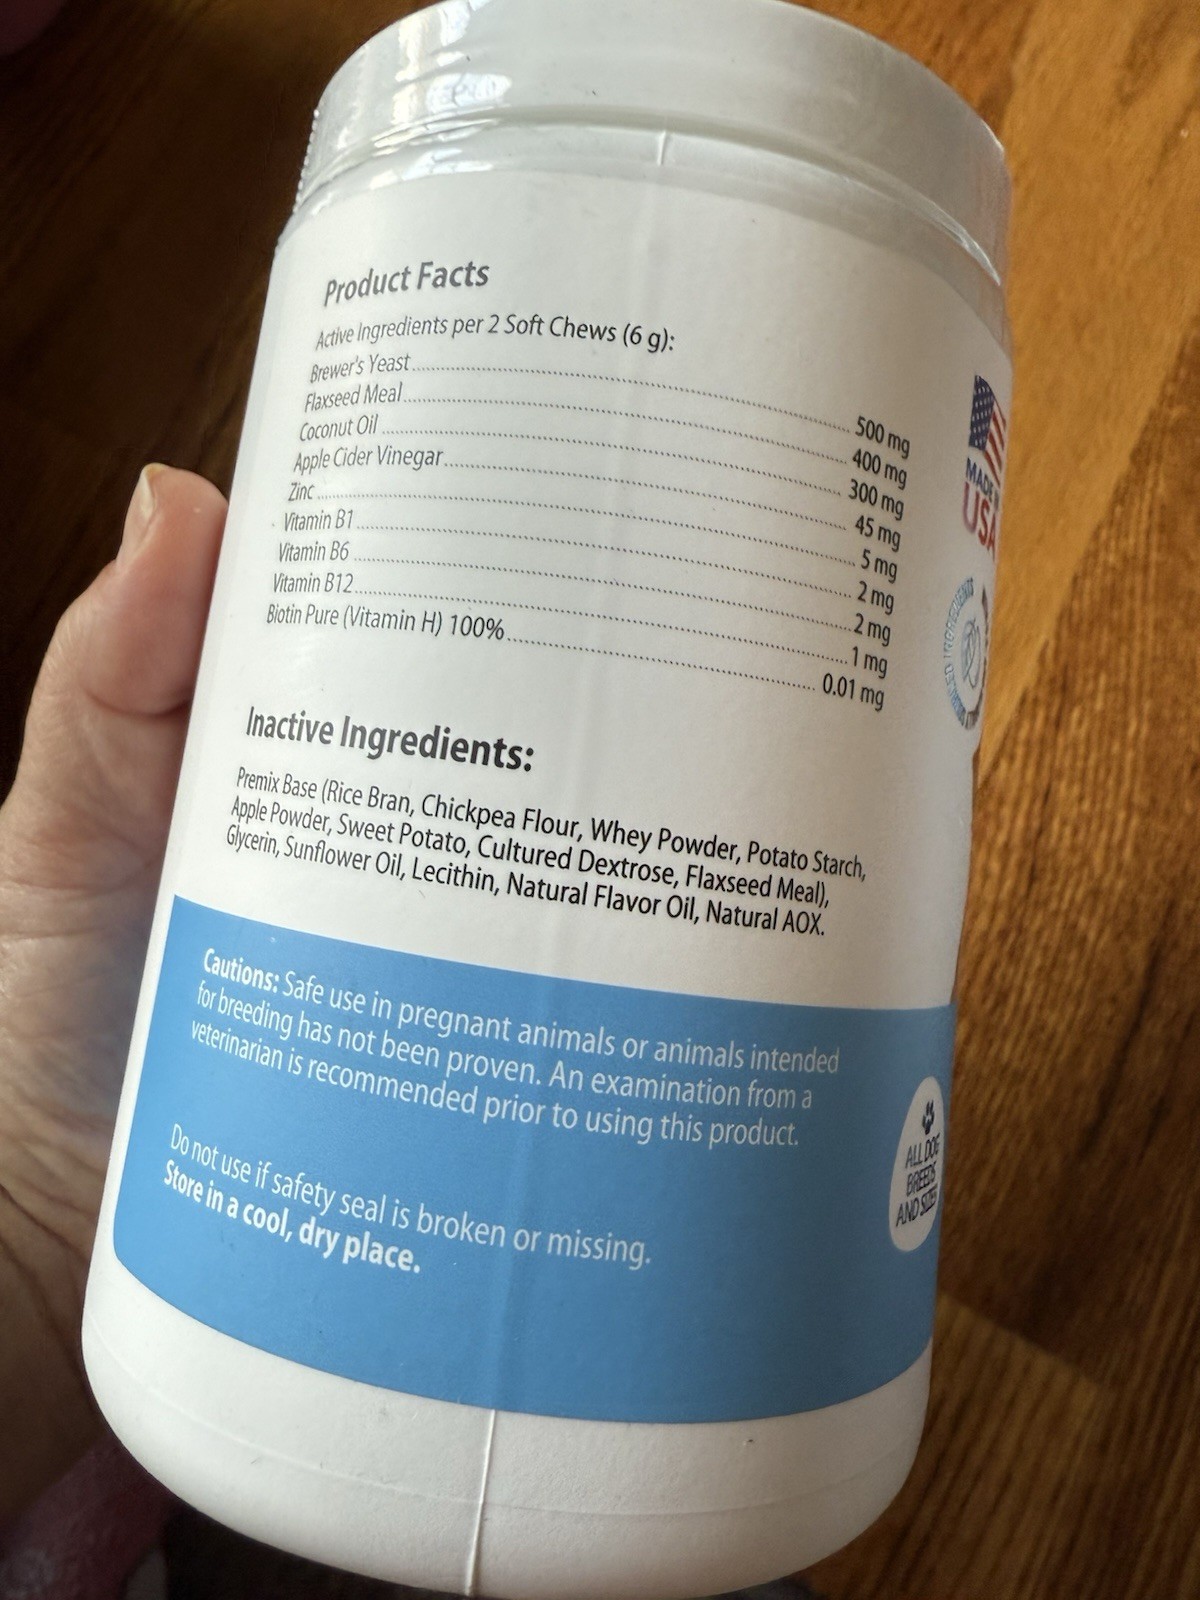 Product Facts
Active Ingredients per 2 Soft Chews (6 g):
Brewer's Yeast 500 mg
Flaxseed Meal 400 mg
Coconut Oil 300 mg
Apple Cider Vinegar 45 mg
Zinc 5 mg
Vitamin B1 2 mg
Vitamin B6 2 mg
Vitamin B12 1 mg
Biotin Pure (Vitamin H) 100% 0.01 mg
Inactive Ingredients:
Premix Base (Rice Bran, Chickpea Flour, Whey Powder, Potato Starch,
Apple Powder, Sweet Potato, Cultured Dextrose, Flaxseed Meal),
Glycerin, Sunflower Oil, Lecithin, Natural Flavor Oil, Natural AOX.
Cautions: Safe use in pregnant animals or animals intended
for breeding has not been proven. An examination from a
veterinarian is recommended prior to using this product.
Do not use if safety seal is broken or missing.
Store in a cool, dry place.
MADE
USA
ALL DOG
BREEDS
AND SIZES